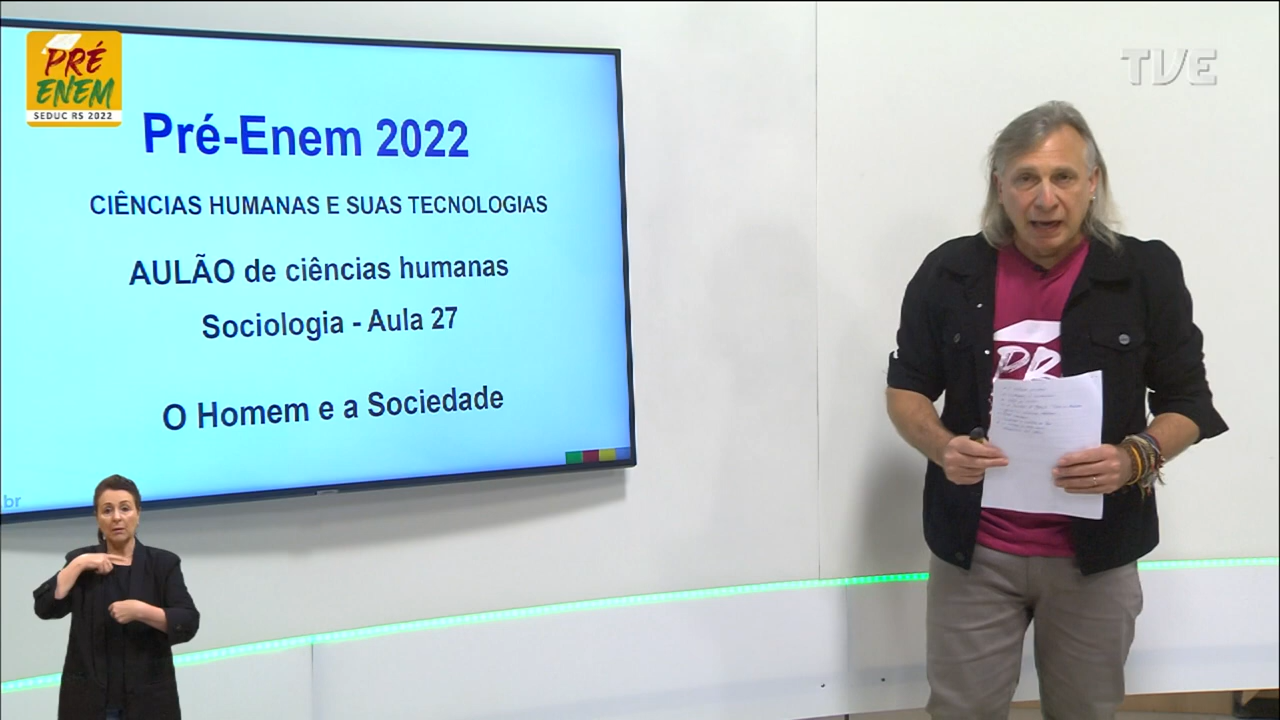 PRÉ
ENEM
SEDUC RS 2022
TVE
Pré-Enem 2022
CIÊNCIAS HUMANAS E SUAS TECNOLOGIAS
AULÃO de ciências humanas
Sociologia - Aula 27
O Homem e a Sociedade
br
PR